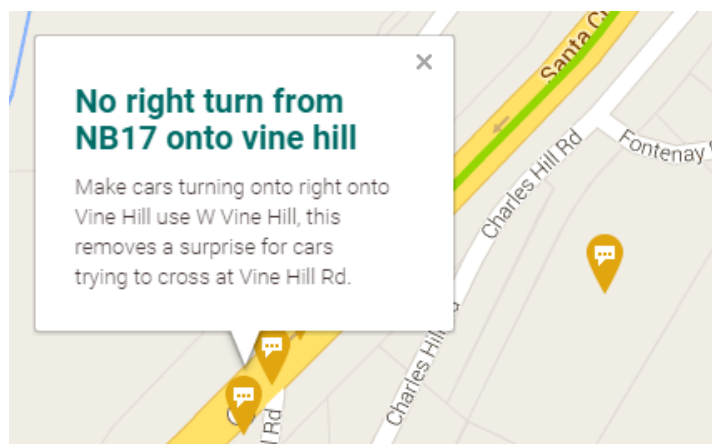 No right turn from
NB17 onto vine hill
Make cars turning onto right onto
Vine Hill use W Vine Hill, this
removes a surprise for cars
trying to cross at Vine Hill Rd.
Santa
Charles Hill Rd
Fontenay
Charles Hill
Rd